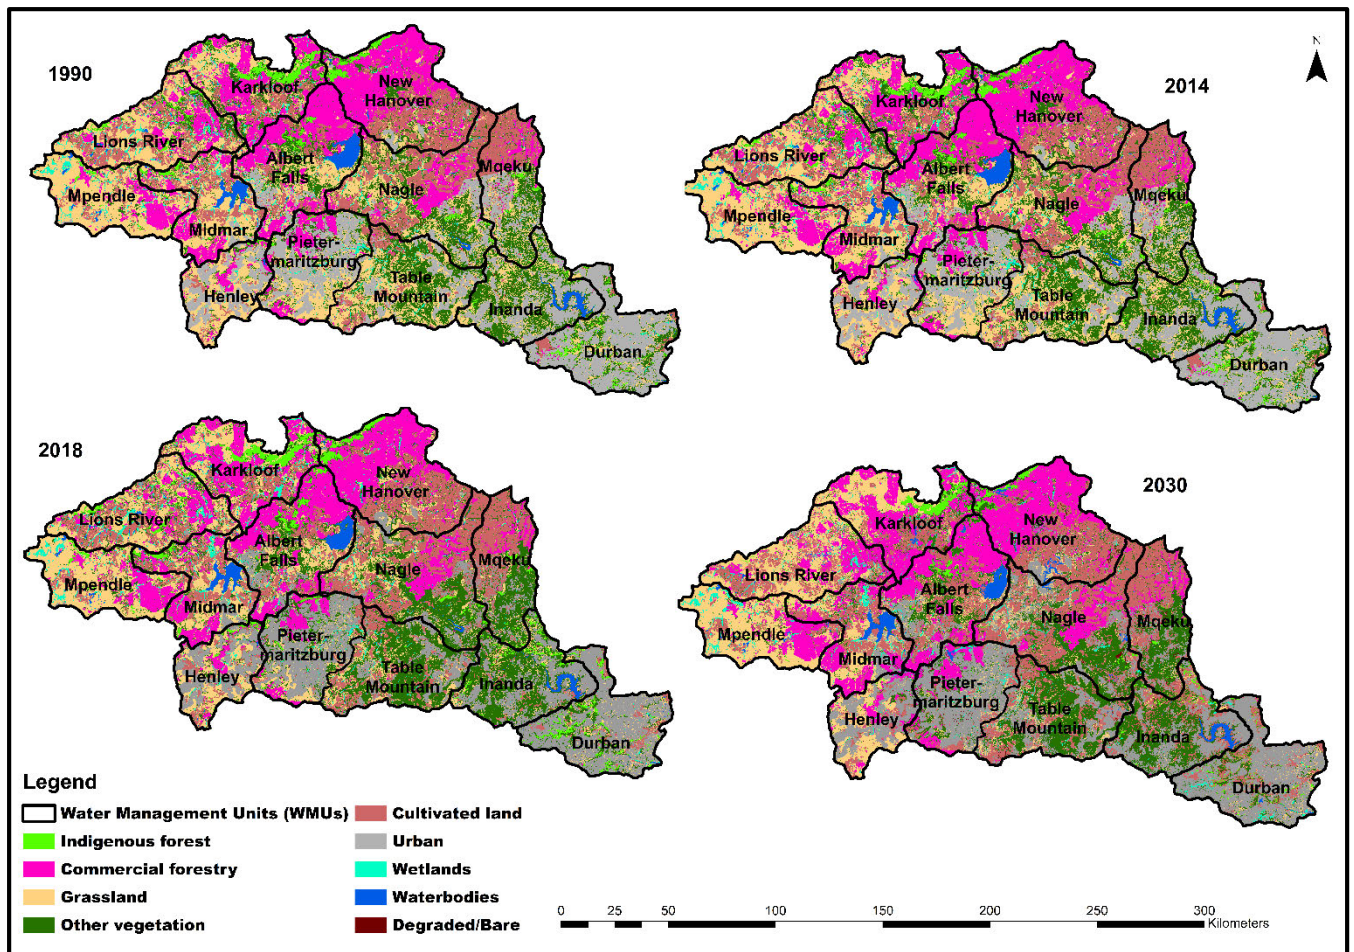 1990
Karkloof
New
Hanover
Lions River
Albert
Falls
Mqeku
Mpendle
Nagle
Midmar
Pieter-
maritzburg
Henley
Table
Mountain
Inanda
Durban
N
2014
Karkloof
New
Hanover
Lions River
Albert
Falls
Mqeku
Mpendle
Nagle
Midmar
Pieter-
maritzburg
Henley
Table
Mountain
Inanda
Durban
2018
Karkloof
New
Hanover
Lions River
Albert
Falls
Mqeku
Mpendle
Nagle
Midmar
Pieter-
maritzburg
Henley
Table
Mountain
Inanda
Durban
2030
Karkloof
New
Hanover
Lions River
Albert
Falls
Mqeku
Mpendle
Nagle
Midmar
Pieter-
maritzburg
Henley
Table
Mountain
Inanda
Durban
Legend
Water Management Units (WMUs)
Indigenous forest
Commercial forestry
Grassland
Other vegetation
Cultivated land
Urban
Wetlands
Waterbodies
Degraded/Bare
0 25 50 100 150 200 250 300
Kilometers